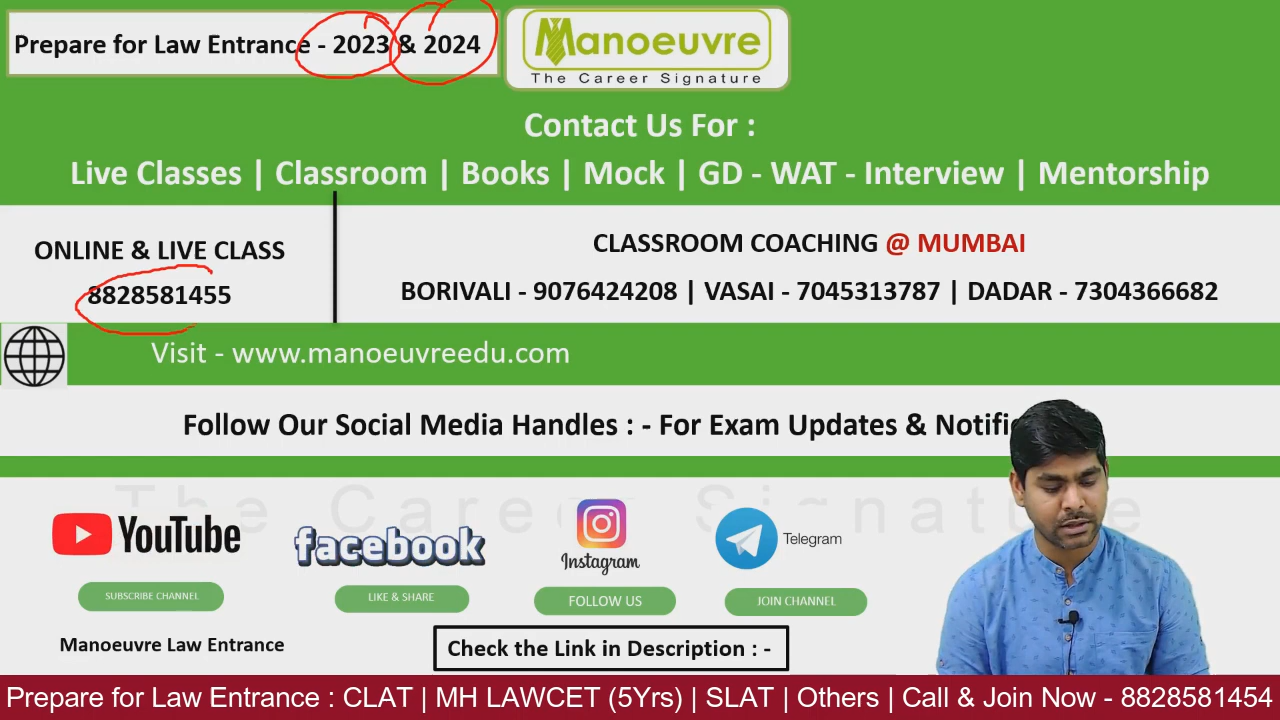 Prepare for Law Entrance - 2023 & 2024
Manoeuvre
The Career Signature
Contact Us For :
Live Classes | Classroom | Books | Mock | GD - WAT - Interview | Mentorship
ONLINE & LIVE CLASS
8828581455
CLASSROOM COACHING @ MUMBAI
BORIVALI - 9076424208 | VASAI - 7045313787 | DADAR - 7304366682
Visit - www.manoeuvreedu.com
Follow Our Social Media Handles : - For Exam Updates &
The Career Signature
YouTube
facebook
Instagram
Telegram
SUBSCRIBE CHANNEL
LIKE & SHARE
FOLLOW US
JOIN CHANNEL
Manoeuvre Law Entrance
Check the Link in Description : -
Prepare for Law Entrance : CLAT | MH LAWCET (5Yrs) | SLAT | Others | Call & Join Now - 8828581454